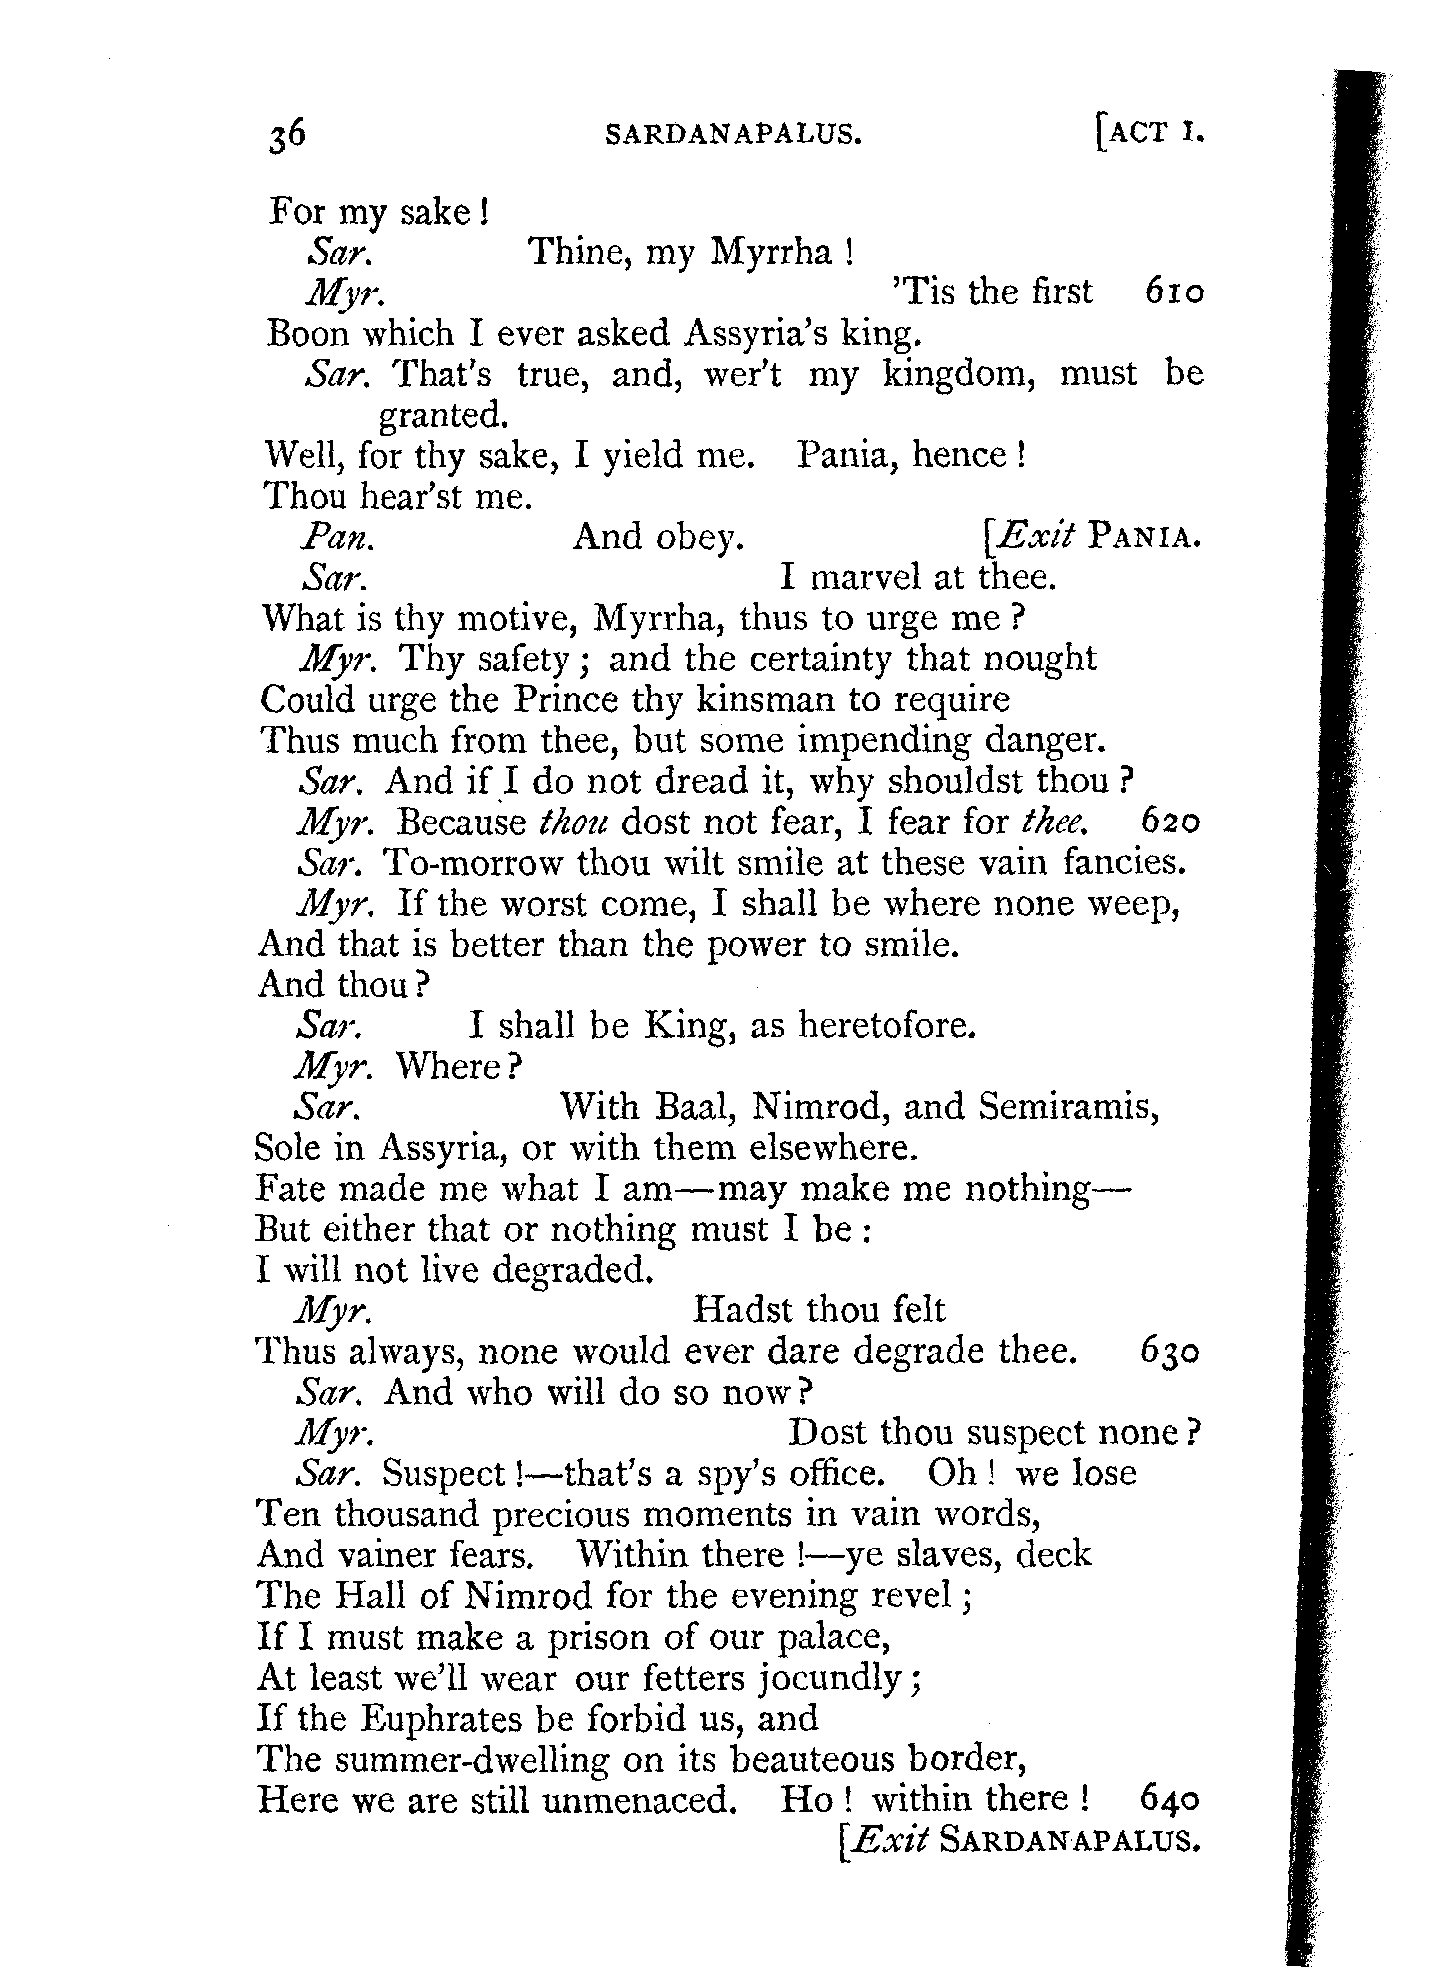 36 SARDANAPALUS. [ACT I.
For my sake!
Sar. Thine, my Myrrha!
Myr. 'Tis the first 610
Boon which I ever asked Assyria's king.
Sar. That's true, and, wer't my kingdom, must be
granted.
Well, for thy sake, I yield me. Pania, hence!
Thou hear'st me.
Pan. And obey. [Exit PANIA.
Sar. I marvel at thee.
What is thy motive, Myrrha, thus to urge me?
Myr. Thy safety; and the certainty that nought
Could urge the Prince thy kinsman to require
Thus much from thee, but some impending danger.
Sar. And if I do not dread it, why shouldst thou?
Myr. Because thou dost not fear, I fear for thee. 620
Sar. To-morrow thou wilt smile at these vain fancies.
Myr. If the worst come, I shall be where none weep,
And that is better than the power to smile.
And thou?
Sar. I shall be King, as heretofore.
Myr. Where?
Sar. With Baal, Nimrod, and Semiramis,
Sole in Assyria, or with them elsewhere.
Fate made me what I am—may make me nothing—
But either that or nothing must I be:
I will not live degraded.
Myr. Hadst thou felt
Thus always, none would ever dare degrade thee. 630
Sar. And who will do so now?
Myr. Dost thou suspect none?
Sar. Suspect!—that's a spy's office. Oh! we lose
Ten thousand precious moments in vain words,
And vainer fears. Within there!—ye slaves, deck
The Hall of Nimrod for the evening revel;
If I must make a prison of our palace,
At least we'll wear our fetters jocundly;
If the Euphrates be forbid us, and
The summer-dwelling on its beauteous border,
Here we are still unmenaced. Ho! within there! 640
[Exit SARDANAPALUS.